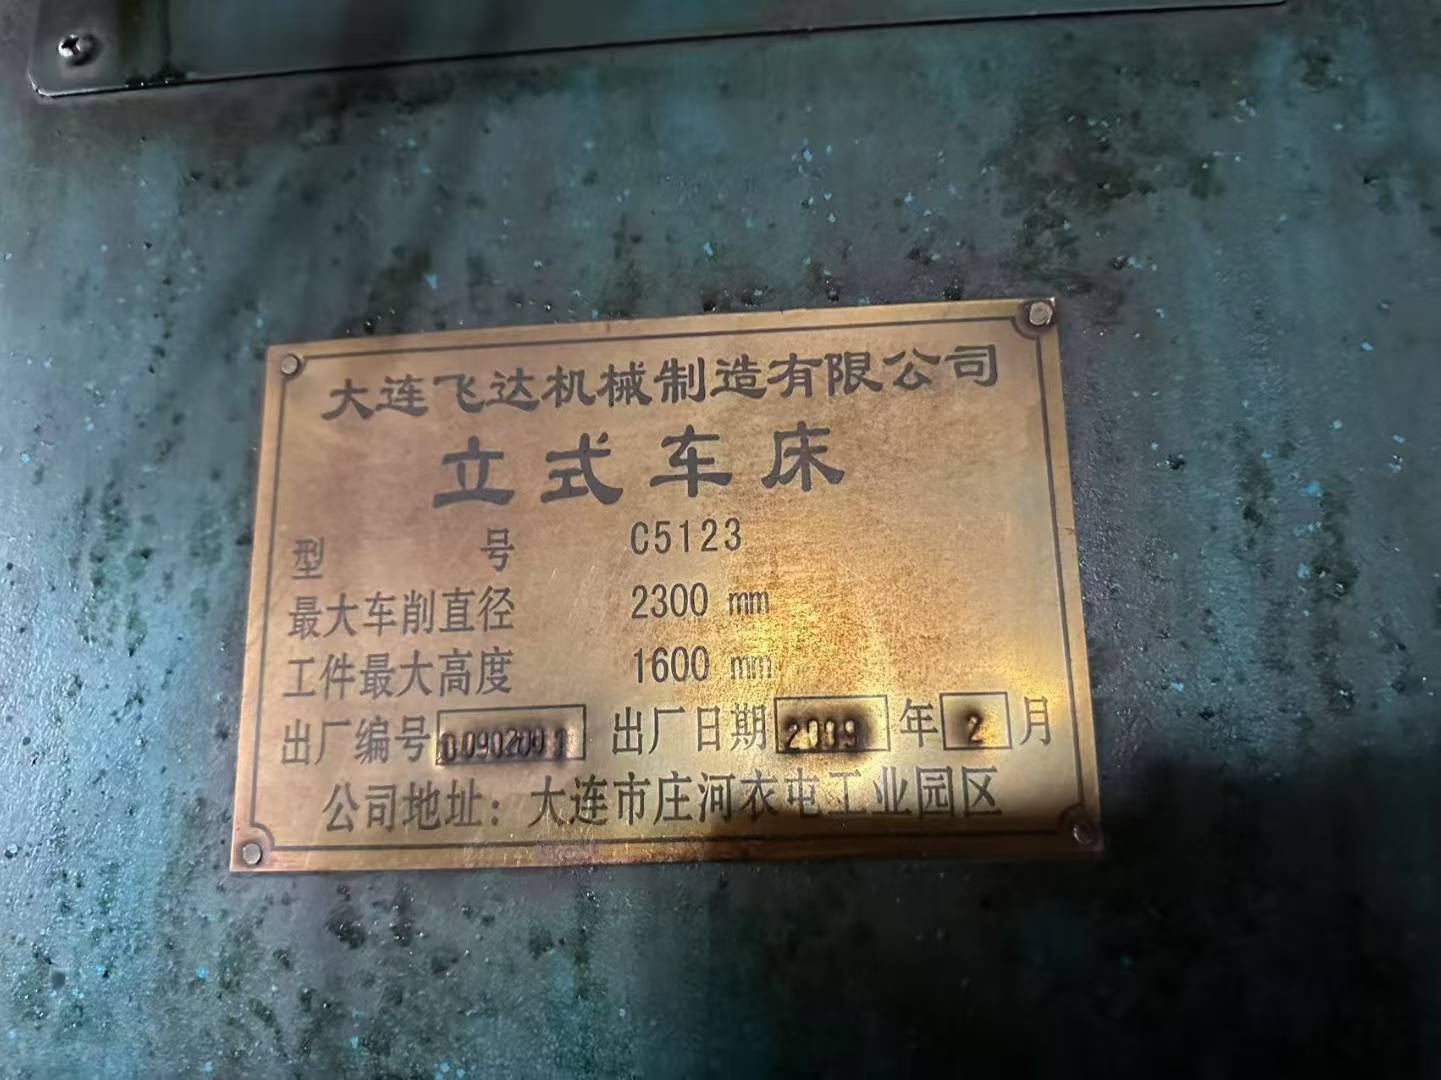 大连飞达机械制造有限公司
立式车床
型号 C5123
最大车削直径 2300 mm
工件最大高度 1600 mm
出厂编号 0902001 出厂日期 2009 年 2 月
公司地址：大连市庄河衣屯工业园区